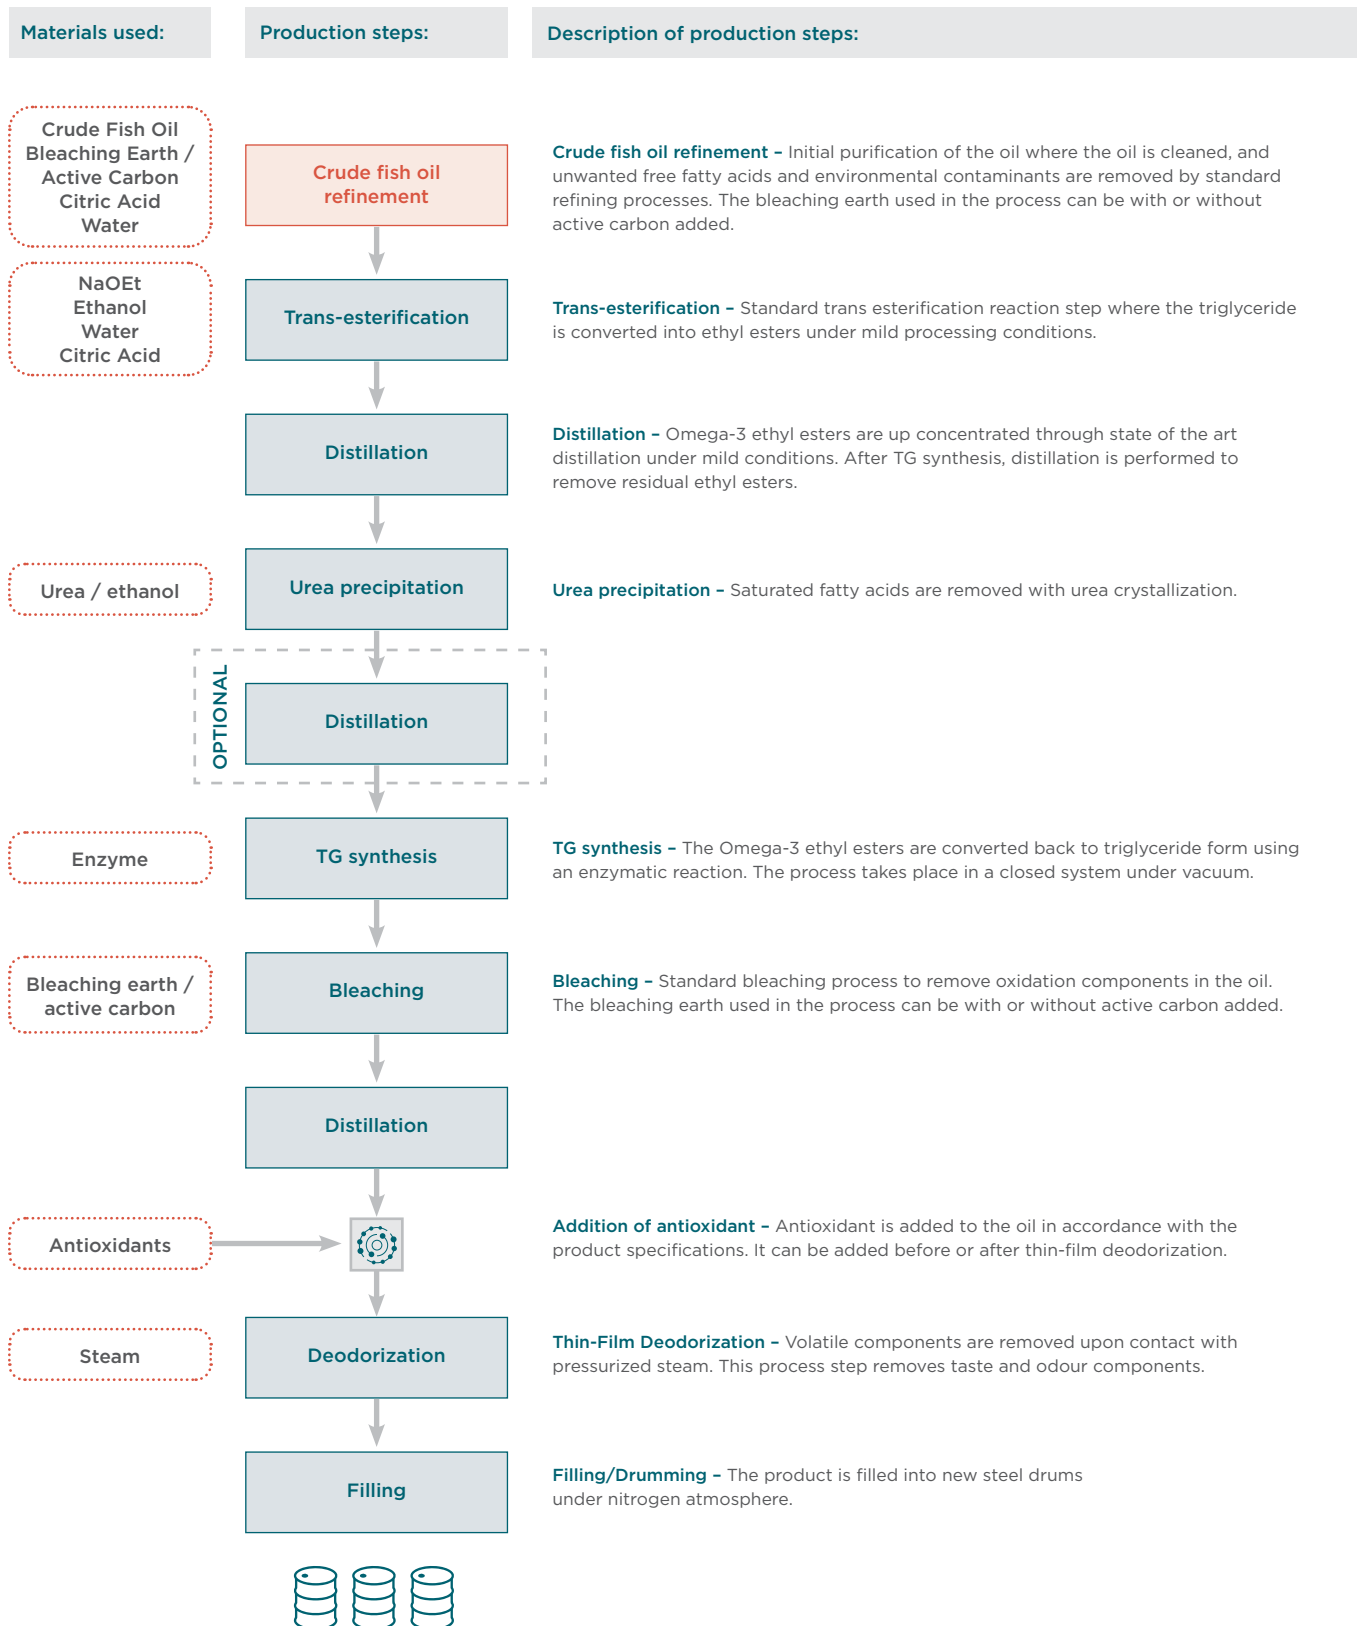 Materials used:
Production steps:
Description of production steps:
Crude Fish Oil
Bleaching Earth /
Active Carbon
Citric Acid
Water
Crude fish oil
refinement
Crude fish oil refinement – Initial purification of the oil where the oil is cleaned, and
unwanted free fatty acids and environmental contaminants are removed by standard
refining processes. The bleaching earth used in the process can be with or without
active carbon added.
NaOEt
Ethanol
Water
Citric Acid
Trans-esterification
Trans-esterification – Standard trans esterification reaction step where the triglyceride
is converted into ethyl esters under mild processing conditions.
Distillation
Distillation – Omega-3 ethyl esters are up concentrated through state of the art
distillation under mild conditions. After TG synthesis, distillation is performed to
remove residual ethyl esters.
Urea / ethanol
Urea precipitation
Urea precipitation – Saturated fatty acids are removed with urea crystallization.
OPTIONAL
Distillation
Enzyme
TG synthesis
TG synthesis – The Omega-3 ethyl esters are converted back to triglyceride form using
an enzymatic reaction. The process takes place in a closed system under vacuum.
Bleaching earth /
active carbon
Bleaching
Bleaching – Standard bleaching process to remove oxidation components in the oil.
The bleaching earth used in the process can be with or without active carbon added.
Distillation
Antioxidants
Addition of antioxidant – Antioxidant is added to the oil in accordance with the
product specifications. It can be added before or after thin-film deodorization.
Steam
Deodorization
Thin-Film Deodorization – Volatile components are removed upon contact with
pressurized steam. This process step removes taste and odour components.
Filling
Filling/Drumming – The product is filled into new steel drums
under nitrogen atmosphere.